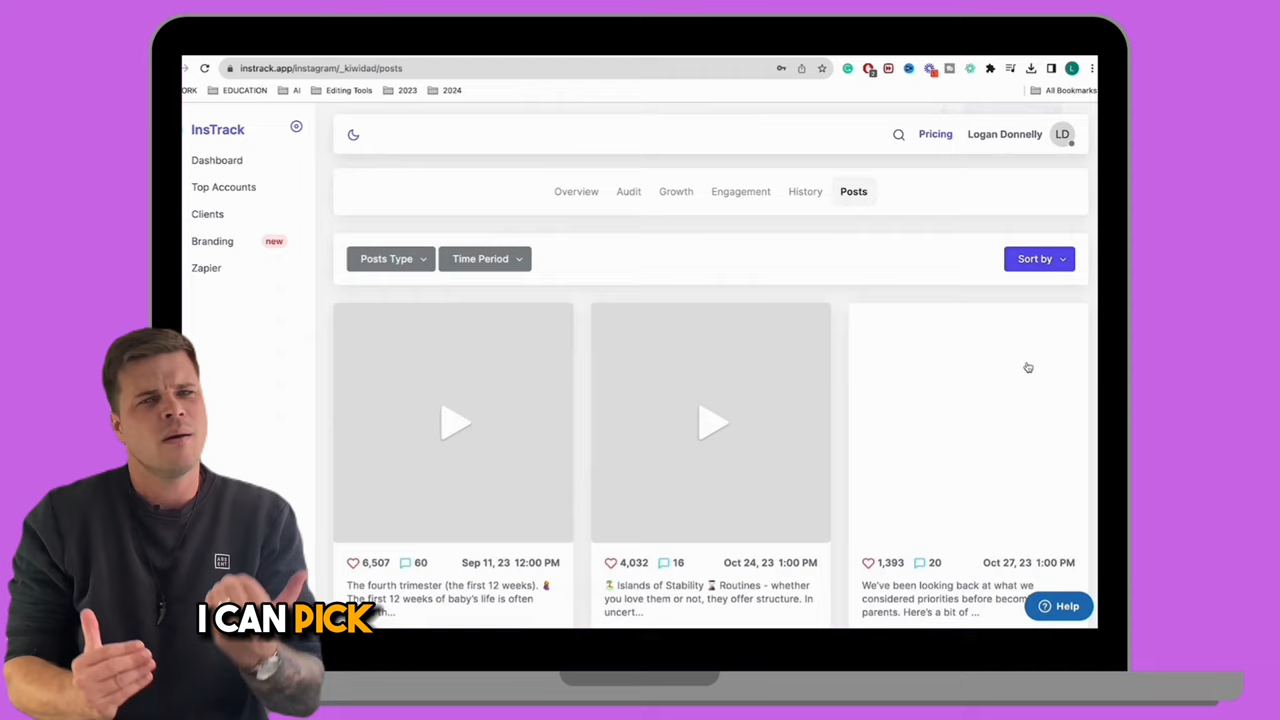 instrack.app/instagram/_kiwidad/posts
ORK EDUCATION AI Editing Tools 2023 2024 All Bookmarks
InsTrack
Pricing Logan Donnelly LD
Dashboard
Top Accounts
Clients
Branding new
Zapier
Overview Audit Growth Engagement History Posts
Posts Type Time Period Sort by
6,507 60 Sep 11, 23 12:00 PM
The fourth trimester (the first 12 weeks).
The first 12 weeks of baby's life is often
4,032 16 Oct 24, 23 1:00 PM
Islands of Stability Routines - whether
you love them or not, they offer structure. In
uncert...
1,393 20 Oct 27, 23 1:00 PM
We've been looking back at what we
considered priorities before becom
parents. Here's a bit of ...
Help
I CAN PICK